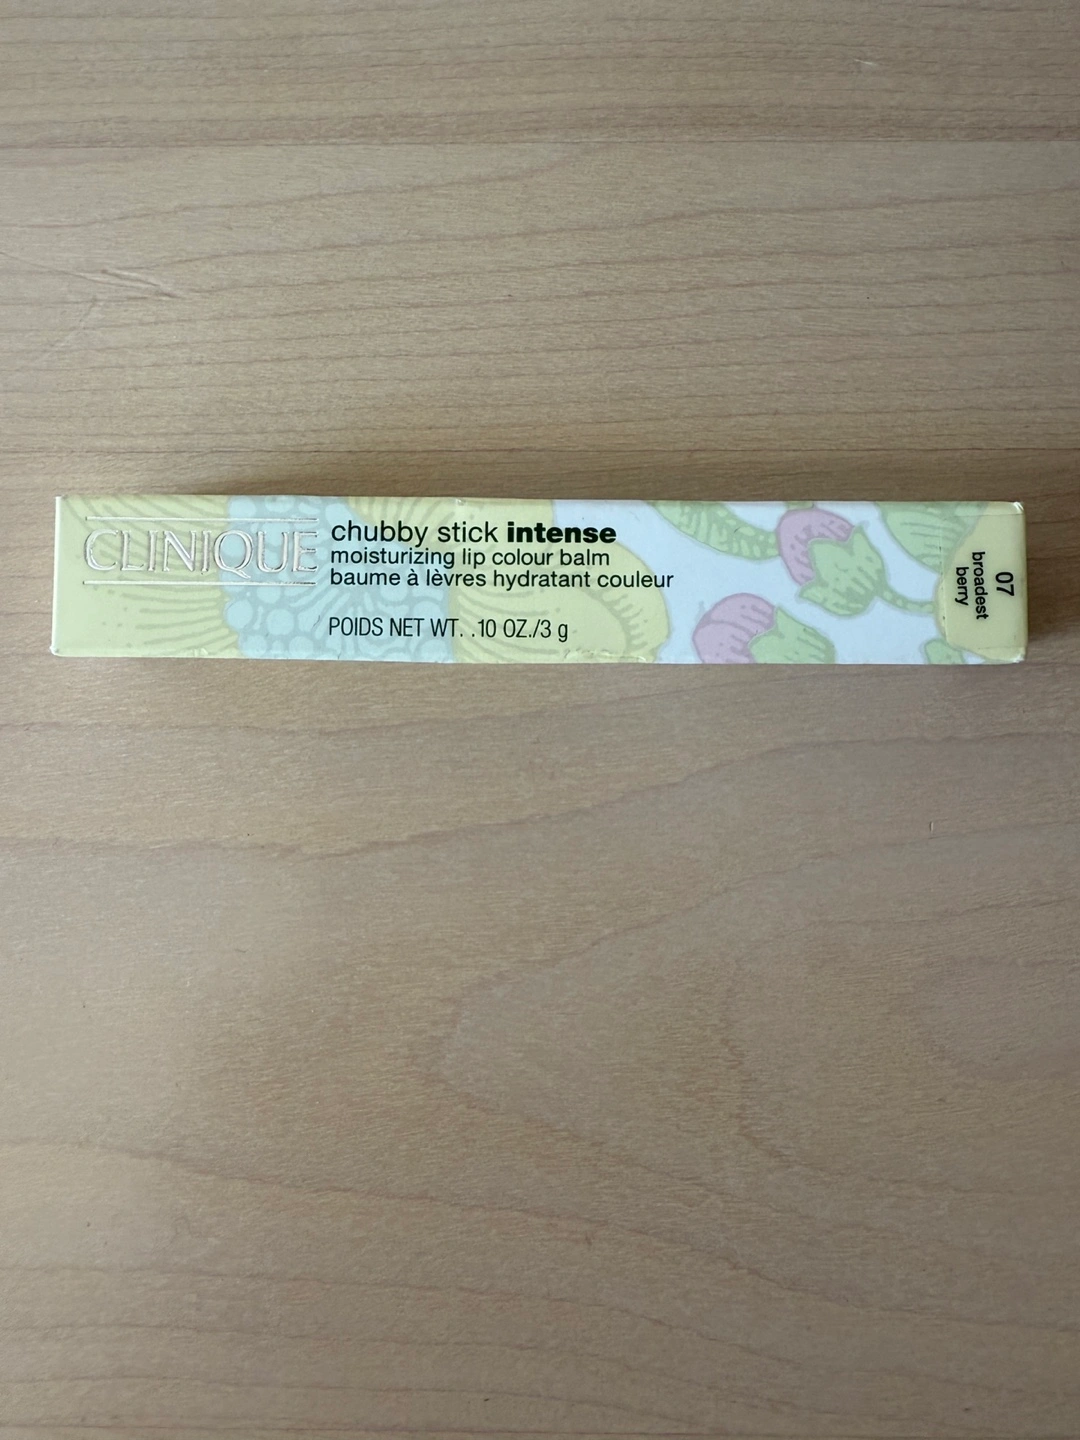 CLINIQUE
chubby stick intense
moisturizing lip colour balm
baume à lèvres hydratant couleur
POIDS NET WT. .10 OZ./3 g
07
broadest
berry